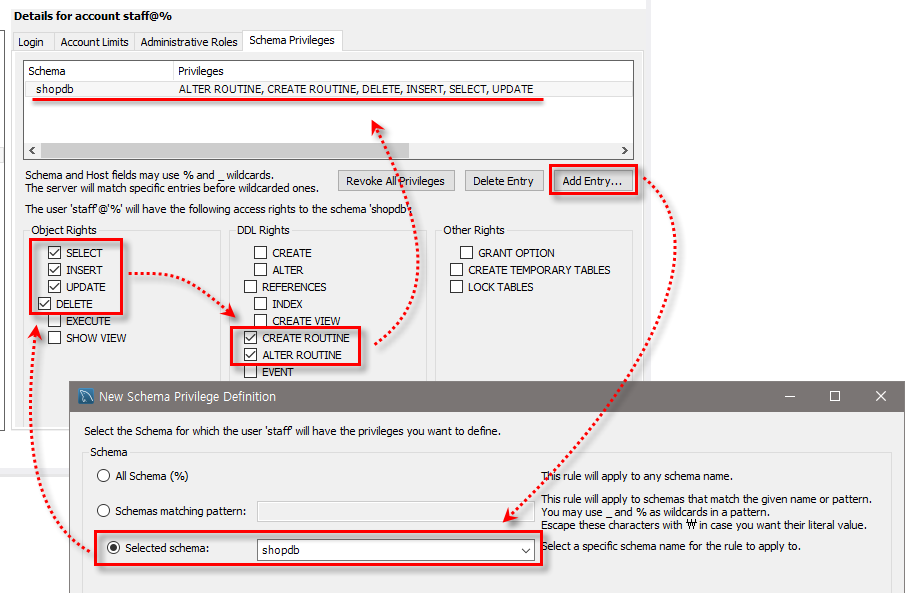 Details for account staff@%
Login
Account Limits
Administrative Roles
Schema Privileges
Schema
Privileges
shopdb
ALTER ROUTINE, CREATE ROUTINE, DELETE, INSERT, SELECT, UPDATE
Schema and Host fields may use % and _ wildcards.
The server will match specific entries before wildcarded ones.
Revoke All Privileges
Delete Entry
Add Entry...
The user 'staff'@'%' will have the following access rights to the schema 'shopdb':
Object Rights
SELECT
INSERT
UPDATE
DELETE
EXECUTE
SHOW VIEW
DDL Rights
CREATE
ALTER
REFERENCES
INDEX
CREATE VIEW
CREATE ROUTINE
ALTER ROUTINE
EVENT
Other Rights
GRANT OPTION
CREATE TEMPORARY TABLES
LOCK TABLES
New Schema Privilege Definition
Select the Schema for which the user 'staff' will have the privileges you want to define.
Schema
All Schema (%)
This rule will apply to any schema name.
Schemas matching pattern:
This rule will apply to schemas that match the given name or pattern.
You may use _ and % as wildcards in a pattern.
Escape these characters with ₩ in case you want their literal value.
Selected schema:
shopdb
Select a specific schema name for the rule to apply to.